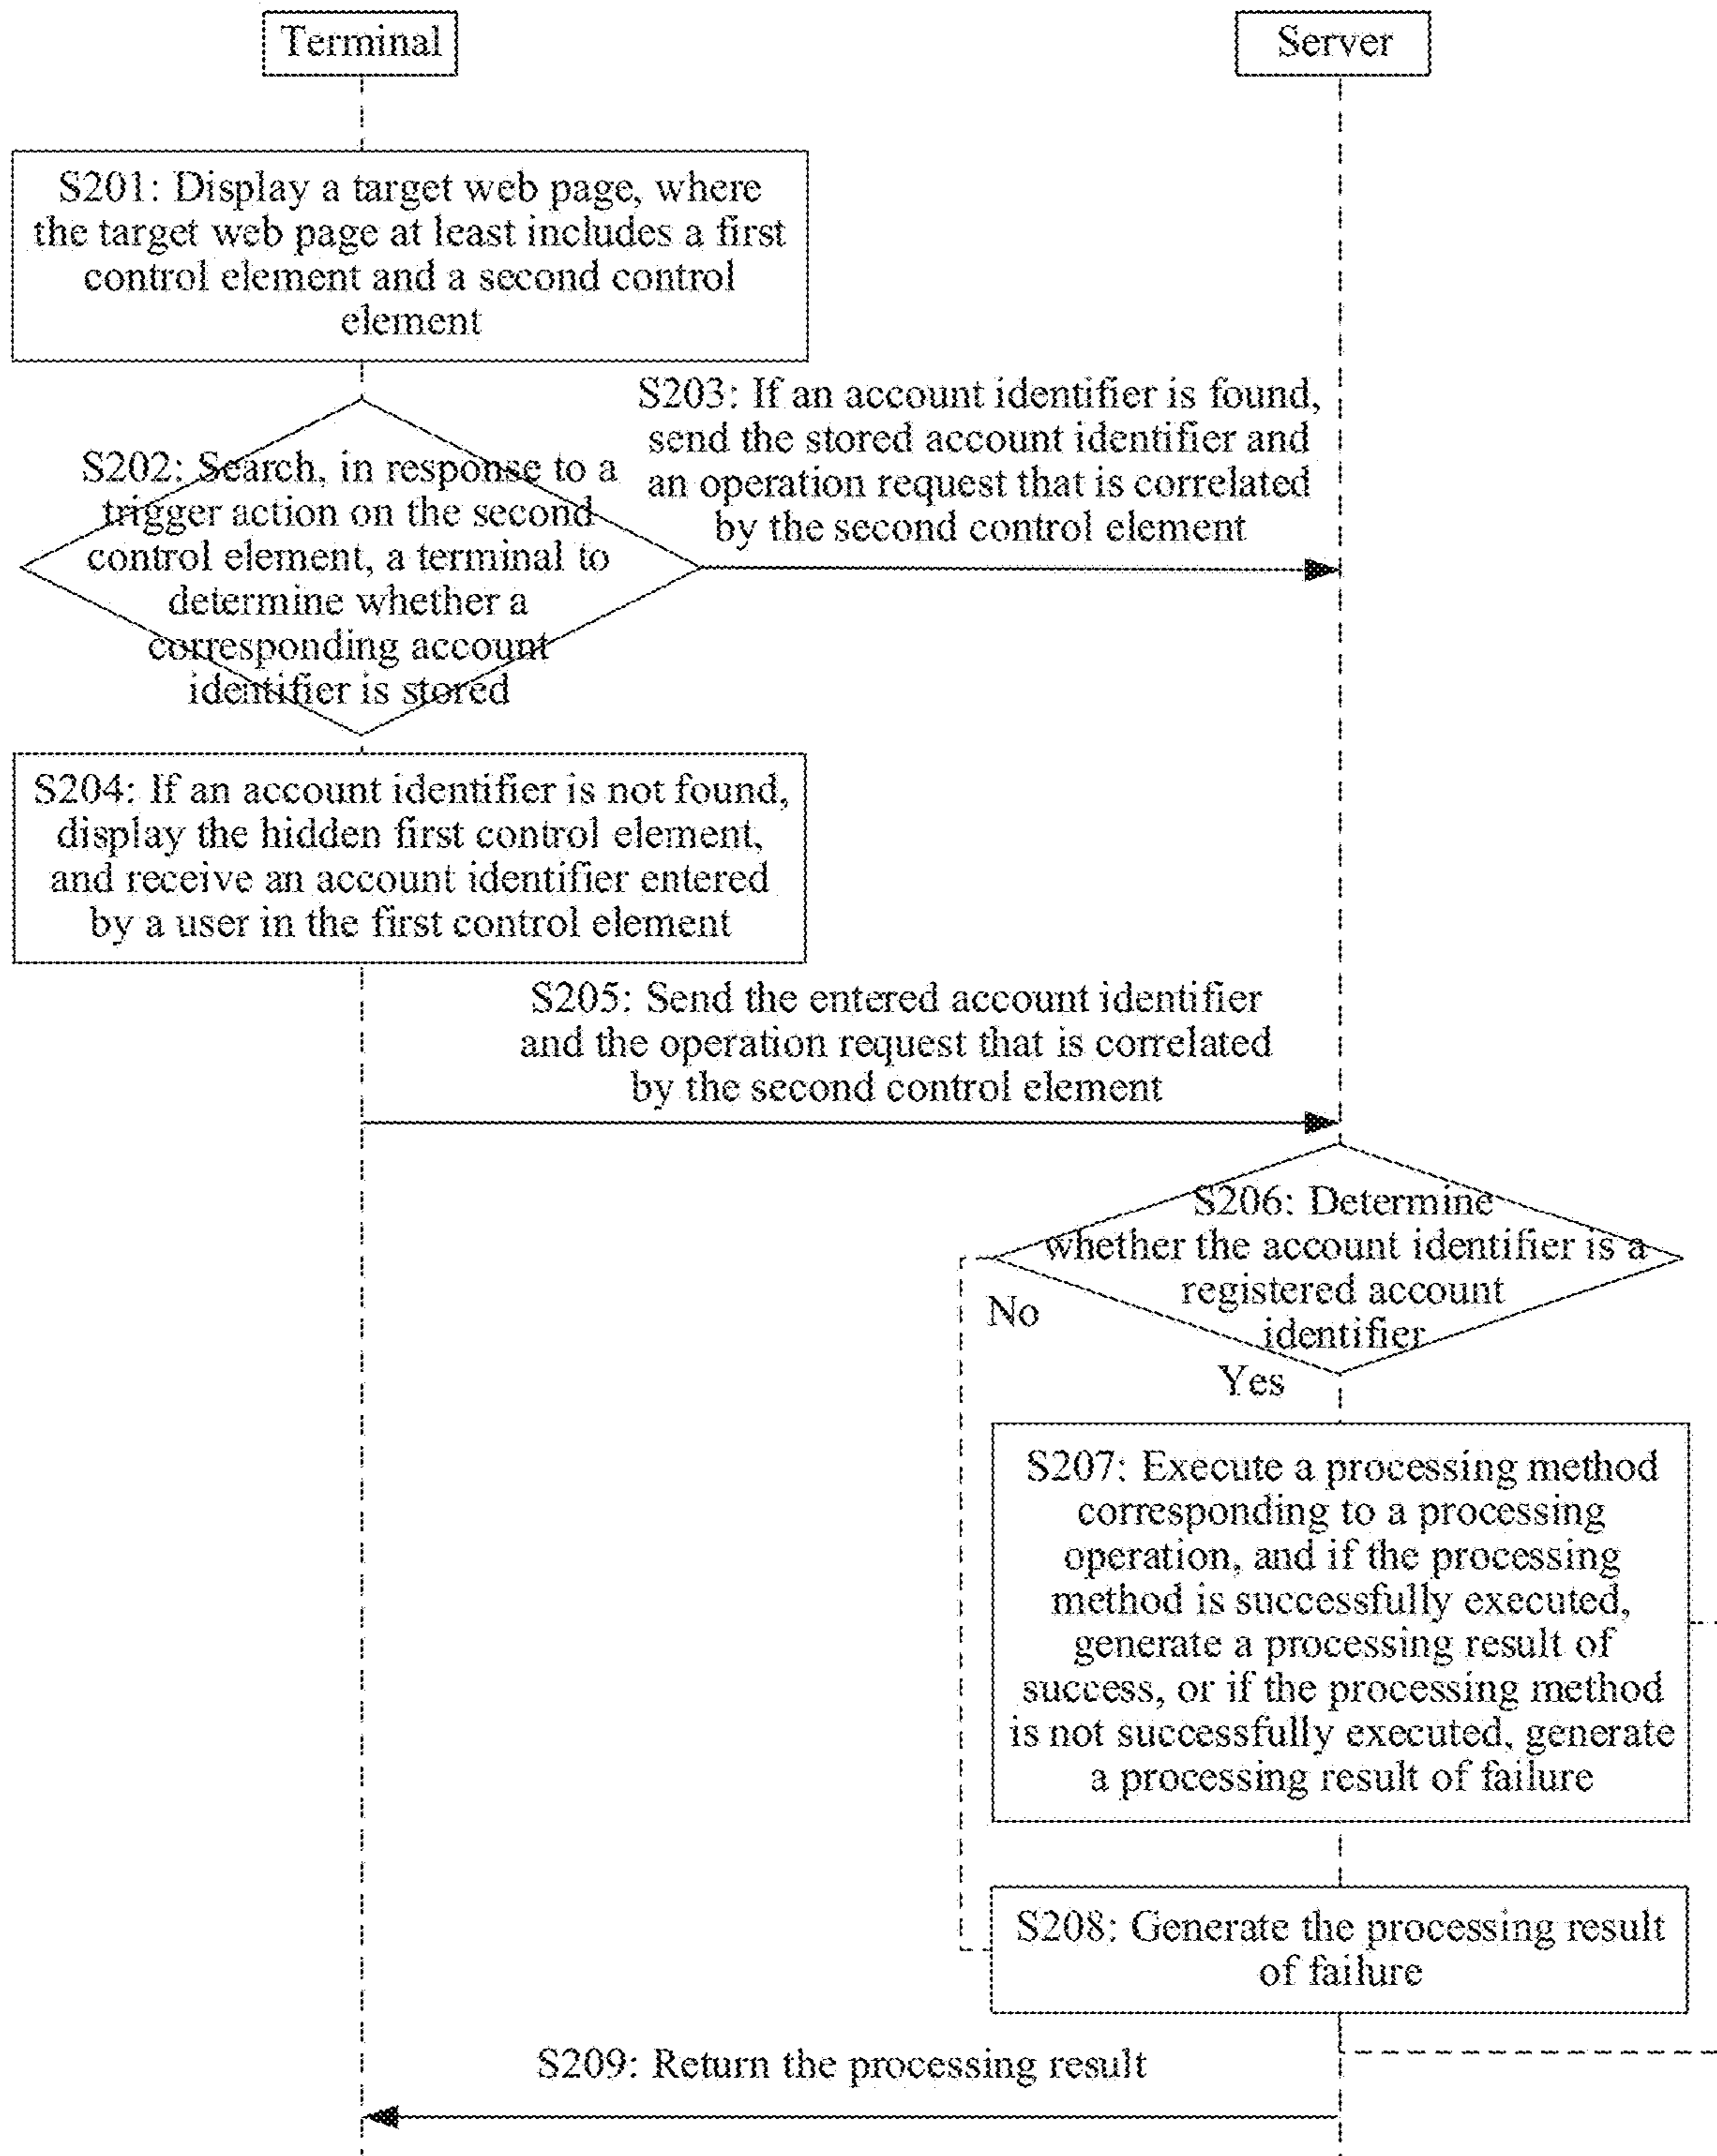 Terminal
Server
S201: Display a target web page, where
the target web page at least includes a first
control element and a second control
element
S203: If an account identifier is found,
send the stored account identifier and
an operation request that is correlated
by the second control element
S202: Search, in response to a
trigger action on the second
control element, a terminal to
determine whether a
corresponding account
identifier is stored
S204: If an account identifier is not found,
display the hidden first control element,
and receive an account identifier entered
by a user in the first control element
S205: Send the entered account identifier
and the operation request that is correlated
by the second control element
S206: Determine
whether the account identifier is a
registered account
identifier
No
Yes
S207: Execute a processing method
corresponding to a processing
operation, and if the processing
method is successfully executed,
generate a processing result of
success, or if the processing method
is not successfully executed, generate
a processing result of failure
S208: Generate the processing result
of failure
S209: Return the processing result